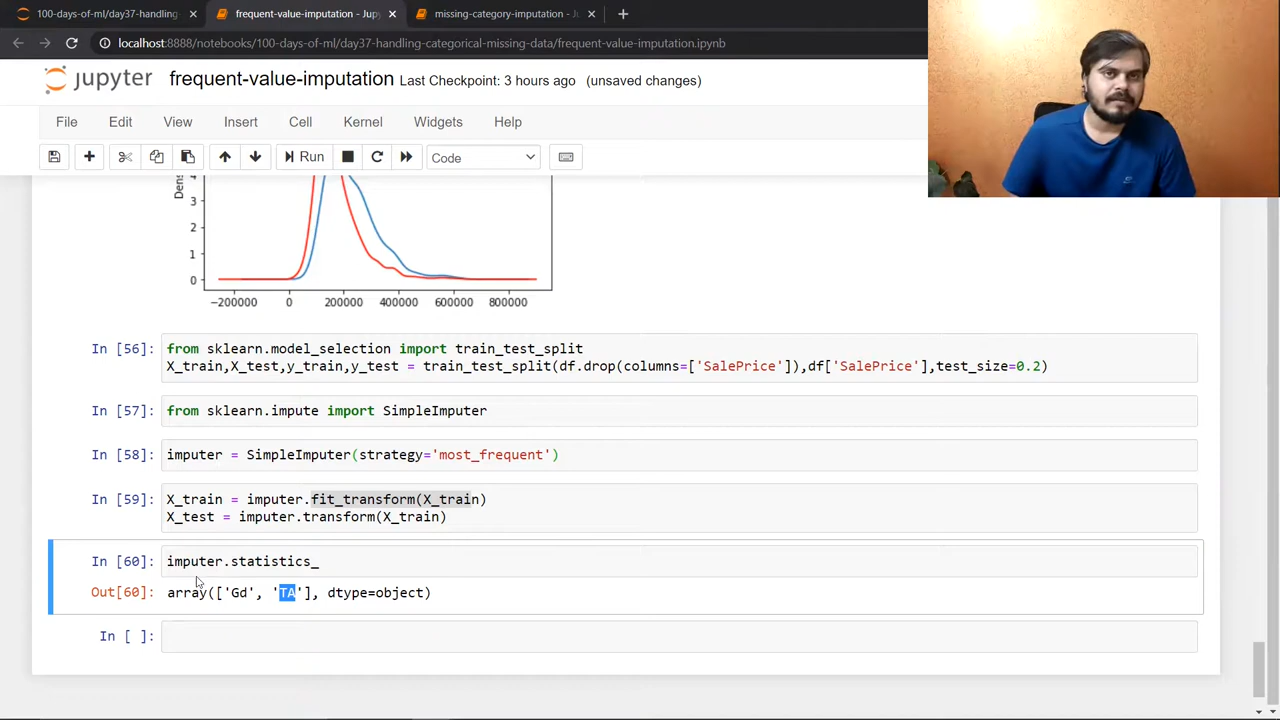 100-days-of-ml/day37-handling
frequent-value-imputation - Jup
missing-category-imputation - Ju
localhost:8888/notebooks/100-days-of-ml/day37-handling-categorical-missing-data/frequent-value-imputation.ipynb
jupyter frequent-value-imputation Last Checkpoint: 3 hours ago (unsaved changes)
File Edit View Insert Cell Kernel Widgets Help
Run Code
Dens
4
3
2
1
0
−200000 0 200000 400000 600000 800000
In [56]: from sklearn.model_selection import train_test_split
X_train,X_test,y_train,y_test = train_test_split(df.drop(columns=['SalePrice']),df['SalePrice'],test_size=0.2)
In [57]: from sklearn.impute import SimpleImputer
In [58]: imputer = SimpleImputer(strategy='most_frequent')
In [59]: X_train = imputer.fit_transform(X_train)
X_test = imputer.transform(X_train)
In [60]: imputer.statistics_
Out[60]: array(['Gd', 'TA'], dtype=object)
In [ ]: